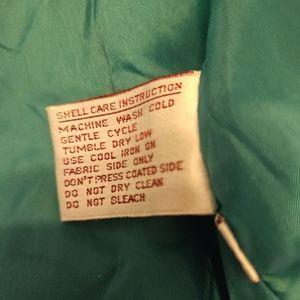 SHELL CARE INSTRUCTION
MACHINE WASH COLD
GENTLE CYCLE
TUMBLE DRY LOW
USE COOL IRON ON
FABRIC SIDE ONLY
DON'T PRESS COATED SIDE
DO NOT DRY CLEAN
DO NOT BLEACH